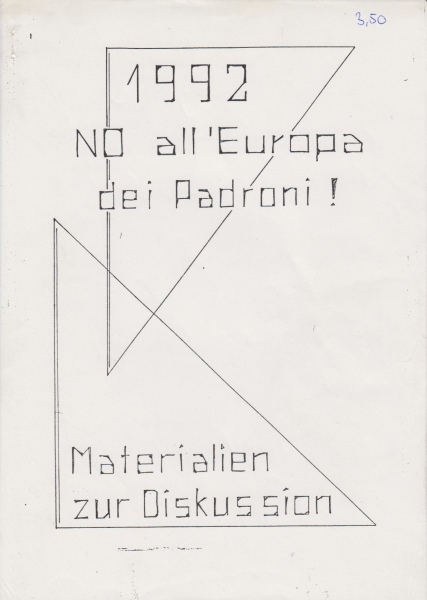 3,50
1992
NO all'Europa
dei Padroni !
Materialien
zur Diskussion